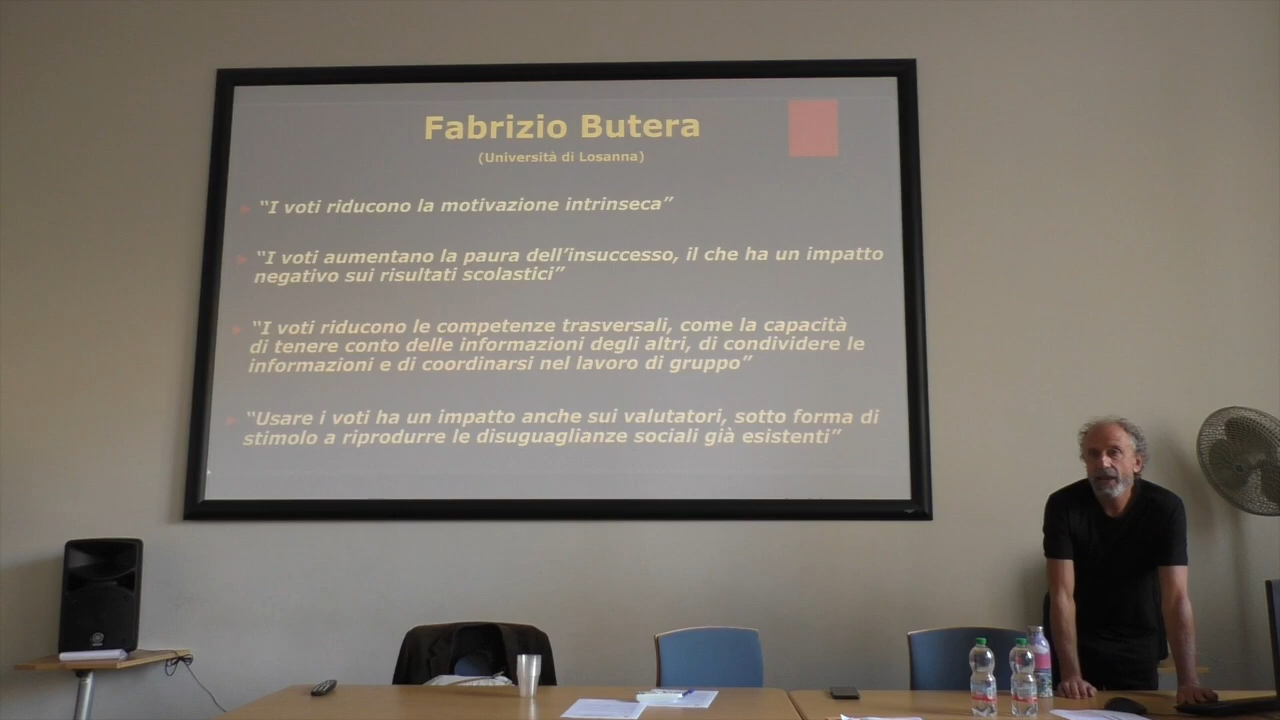 Fabrizio Butera
(Università di Losanna)
“I voti riducono la motivazione intrinseca”
“I voti aumentano la paura dell’insuccesso, il che ha un impatto
negativo sui risultati scolastici”
“I voti riducono le competenze trasversali, come la capacità
di tenere conto delle informazioni degli altri, di condividere le
informazioni e di coordinarsi nel lavoro di gruppo”
“Usare i voti ha un impatto anche sui valutatori, sotto forma di
stimolo a riprodurre le disuguaglianze sociali già esistenti”